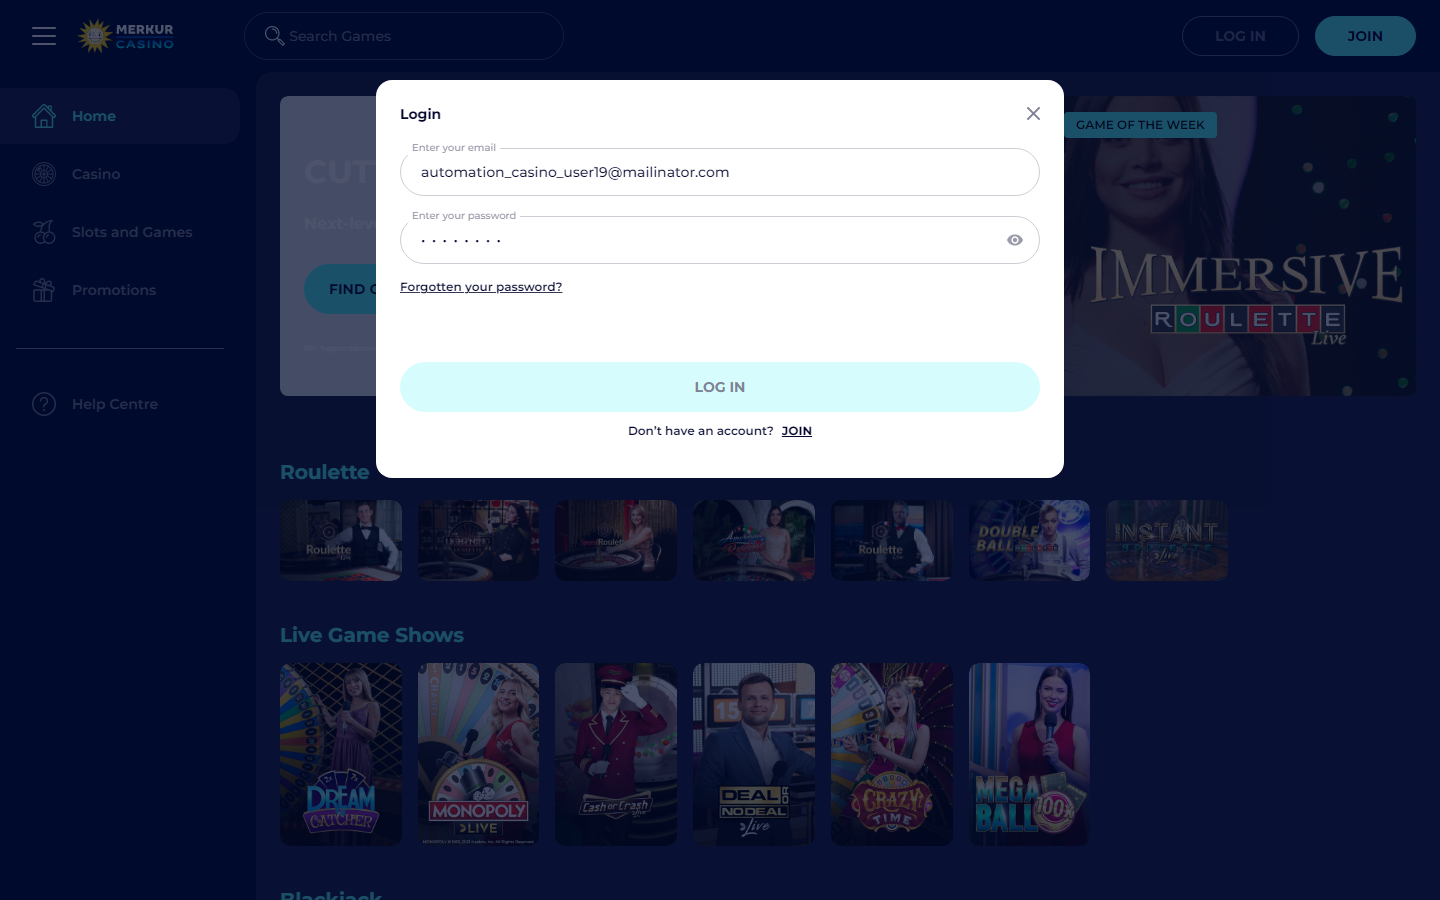 MERKUR
CASINO
Search Games
LOG IN
JOIN
Home
Casino
Slots and Games
Promotions
Help Centre
CUT
Next-lev
FIND
GAME OF THE WEEK
IMMERSIVE
ROULETTE
Live
Login
Enter your email
automation_casino_user19@mailinator.com
Enter your password
Forgotten your password?
LOG IN
Don't have an account? JOIN
Roulette
Roulette
Roulette
Roulette
DOUBLE
BALL
INSTANT
Live Game Shows
DREAM
CATCHER
MONOPOLY
LIVE
Cash or Crash
DEAL OR
NO DEAL
Live
CRAZY
TIME
MEGA
BALL
100x
Blackjack